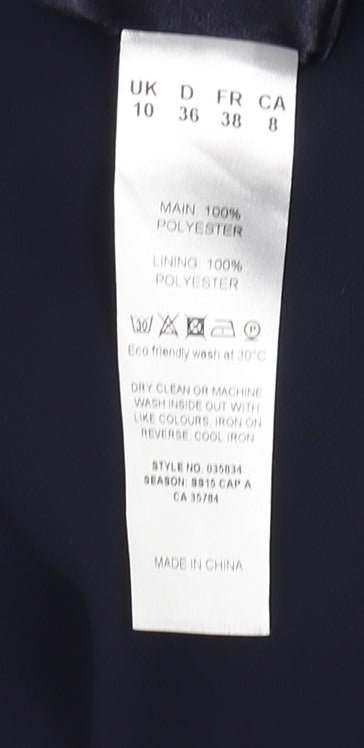 UK D FR CA
10 36 38 8
MAIN: 100%
POLYESTER
LINING: 100%
POLYESTER
30 P
Eco friendly wash at 30°C
DRY CLEAN OR MACHINE
WASH INSIDE OUT WITH
LIKE COLOURS, IRON ON
REVERSE, COOL IRON
STYLE NO. 035834
SEASON: SS15 CAP A
CA 35784
MADE IN CHINA